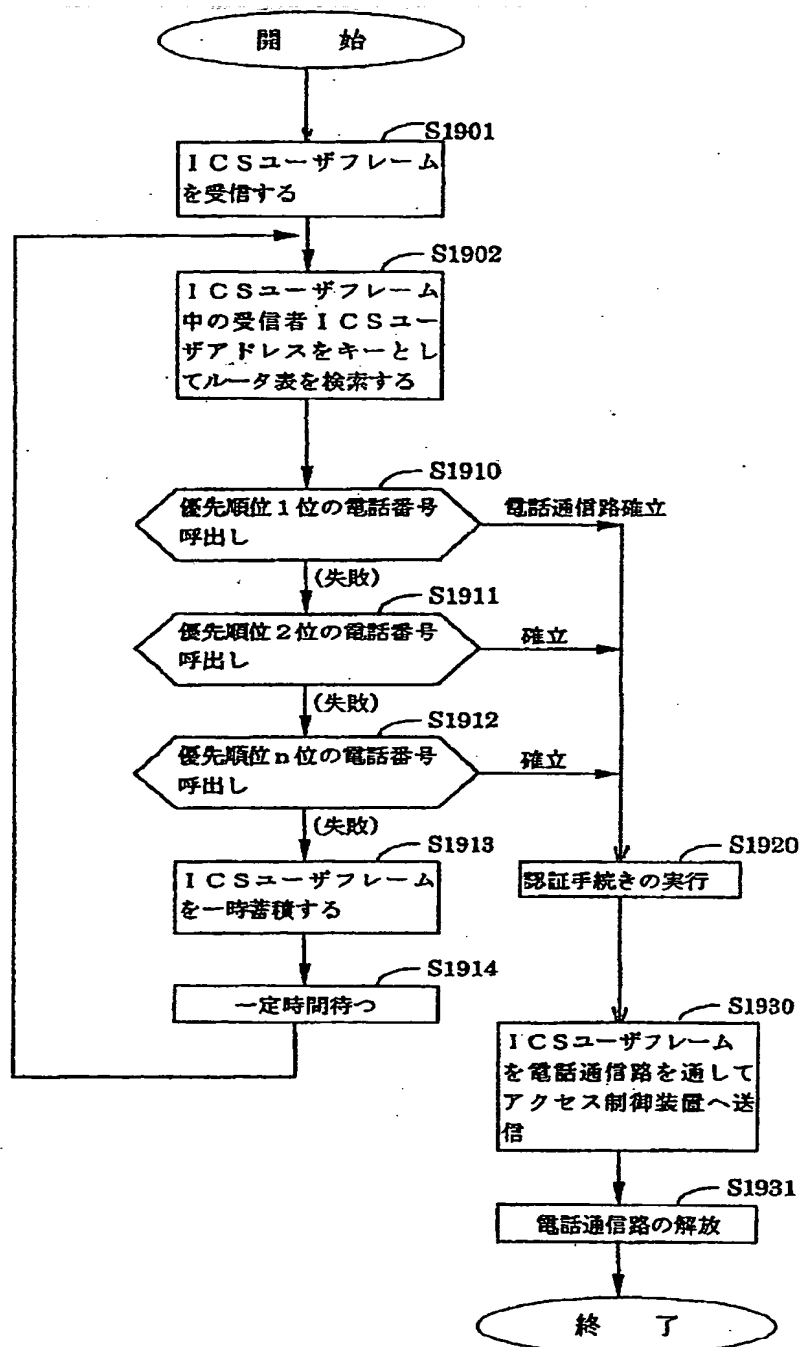 開 始
S1901
ICSユーザフレーム
を受信する
S1902
ICSユーザフレーム
中の受信者ICSユー
ザアドレスをキーとし
てルータ表を検索する
S1910
優先順位1位の電話番号
呼出し
電話通信路確立
(失敗)
S1911
優先順位2位の電話番号
呼出し
確立
(失敗)
S1912
優先順位n位の電話番号
呼出し
確立
(失敗)
S1913
ICSユーザフレーム
を一時蓄積する
S1920
認証手続きの実行
S1914
一定時間待つ
S1930
ICSユーザフレーム
を電話通信路を通して
アクセス制御装置へ送
信
S1931
電話通信路の解放
終 了